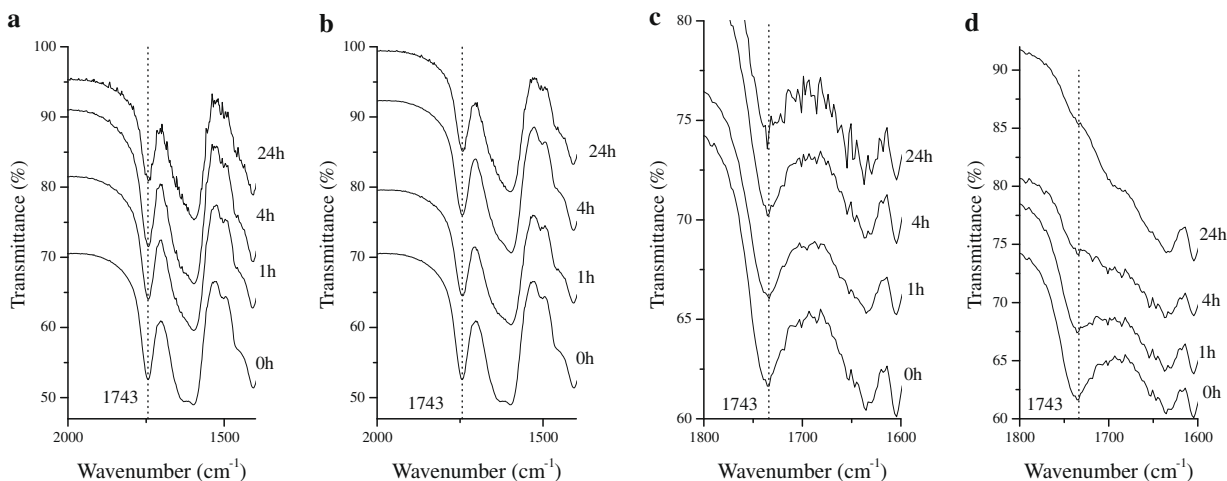 a
100
90
80
70
60
50
Transmittance (%)
24h
4h
1h
0h
1743
2000
1500
Wavenumber (cm-1)
b
100
90
80
70
60
50
Transmittance (%)
24h
4h
1h
0h
1743
2000
1500
Wavenumber (cm-1)
c
80
75
70
65
60
Transmittance (%)
24h
4h
1h
0h
1743
1800
1700
1600
Wavenumber (cm-1)
d
90
85
80
75
70
65
60
Transmittance (%)
24h
4h
1h
0h
1743
1800
1700
1600
Wavenumber (cm-1)